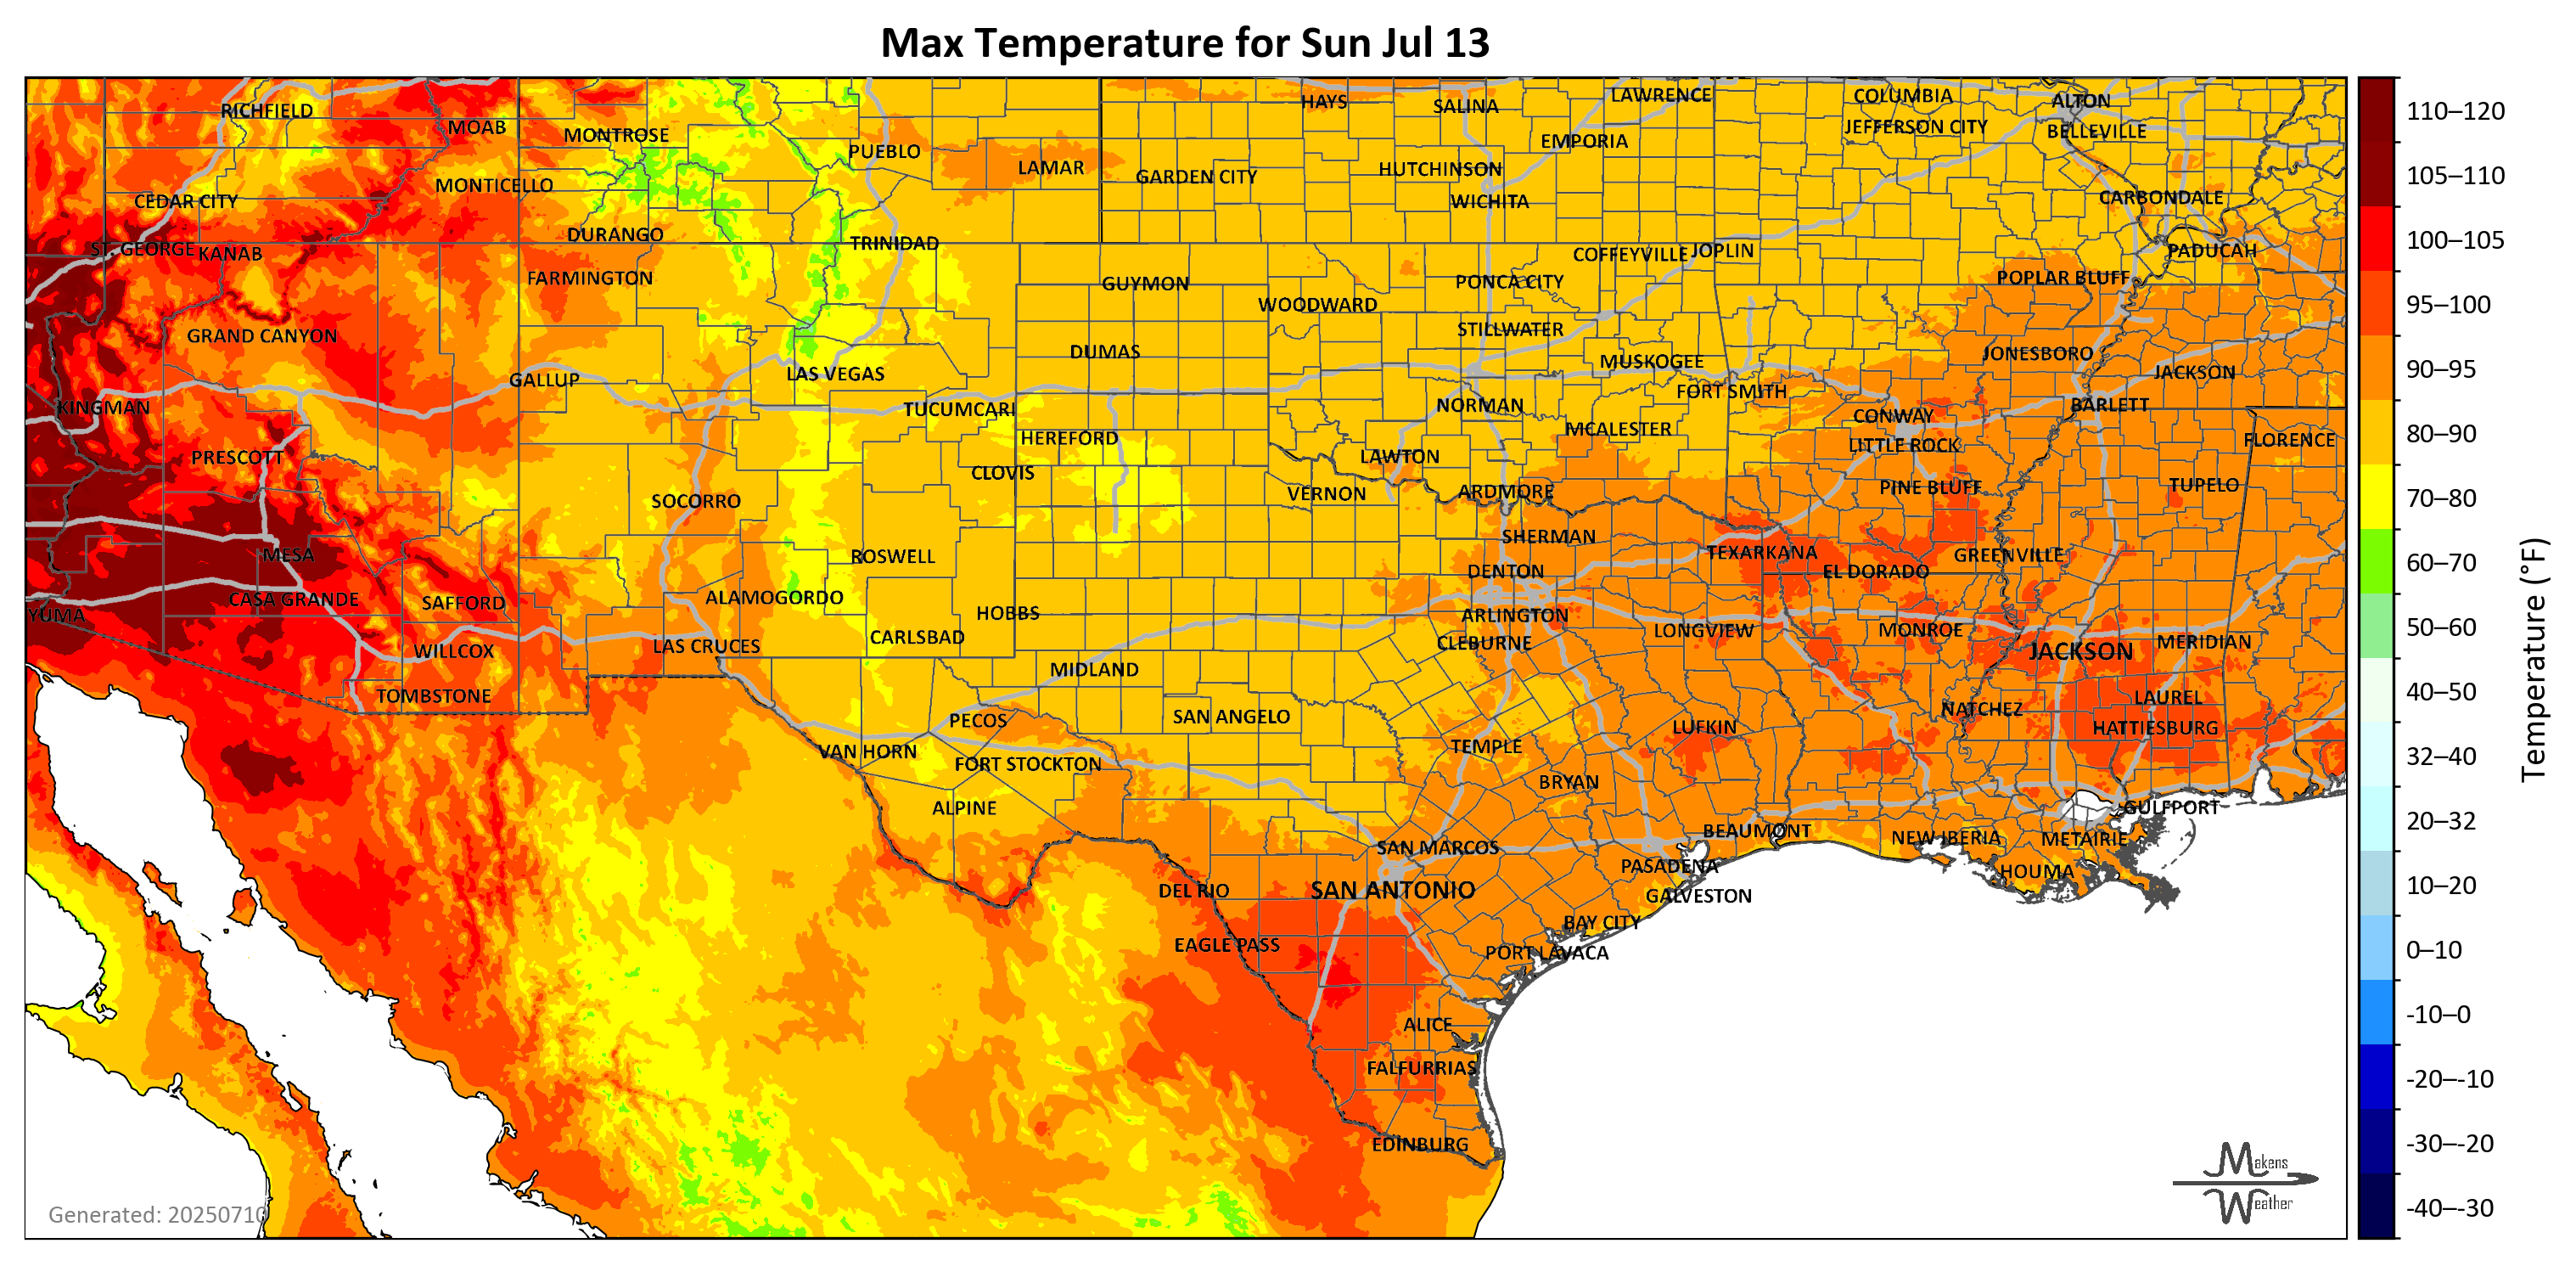 Max Temperature for Sun Jul 13
RICHFIELD
MOAB
MONTROSE
PUEBLO
LAMAR
HAYS
SALINA
LAWRENCE
EMPORIA
COLUMBIA
JEFFERSON CITY
ALTON
BELLEVILLE
CEDAR CITY
MONTICELLO
GARDEN CITY
HUTCHINSON
WICHITA
CARBONDALE
ST. GEORGE
KANAB
DURANGO
TRINIDAD
COFFEYVILLE
JOPLIN
PADUCAH
FARMINGTON
GUYMON
PONCA CITY
POPLAR BLUFF
WOODWARD
STILLWATER
GRAND CANYON
DUMAS
MUSKOGEE
JONESBORO
GALLUP
LAS VEGAS
FORT SMITH
JACKSON
KINGMAN
TUCUMCARI
NORMAN
CONWAY
BARLETT
HEREFORD
MCALESTER
LITTLE ROCK
FLORENCE
PRESCOTT
CLOVIS
LAWTON
SOCORRO
VERNON
ARDMORE
PINE BLUFF
TUPELO
MESA
ROSWELL
SHERMAN
TEXARKANA
GREENVILLE
DENTON
EL DORADO
YUMA
CASA GRANDE
SAFFORD
ALAMOGORDO
HOBBS
ARLINGTON
WILLCOX
LAS CRUCES
CARLSBAD
CLEBURNE
LONGVIEW
MONROE
JACKSON
MERIDIAN
TOMBSTONE
MIDLAND
PECOS
SAN ANGELO
LUFKIN
NATCHEZ
LAUREL
HATTIESBURG
VAN HORN
FORT STOCKTON
TEMPLE
BRYAN
ALPINE
GULFPORT
SAN MARCOS
BEAUMONT
NEW IBERIA
METAIRIE
DEL RIO
SAN ANTONIO
PASADENA
GALVESTON
HOUMA
EAGLE PASS
BAY CITY
PORT LAVACA
ALICE
FALFURRIAS
EDINBURG
Generated: 20250710
Makens
Weather
110–120
105–110
100–105
95–100
90–95
80–90
70–80
60–70
50–60
40–50
32–40
20–32
10–20
0–10
-10–0
-20–-10
-30–-20
-40–-30
Temperature (°F)